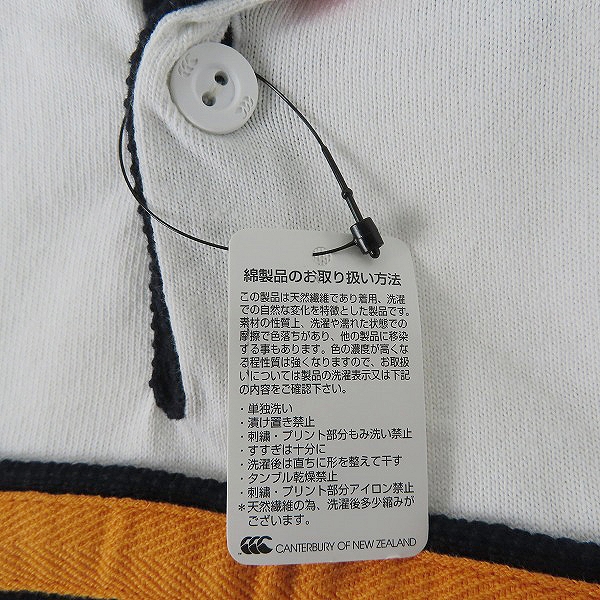 綿製品のお取り扱い方法
この製品は天然繊維であり着用、洗濯
での自然な変化を特徴とした製品です。
素材の性質上、洗濯や濡れた状態での
摩擦で色落ちがあり、他の製品に移染
する事もあります。色の濃度が高くな
る程性質は強くなりますので、お取扱
いについては製品の洗濯表示又は下記
の内容をご確認下さい。
・単独洗い
・漬け置き禁止
・刺繍・プリント部分もみ洗い禁止
・すすぎは十分に
・洗濯後は直ちに形を整えて干す
・タンブル乾燥禁止
・刺繍・プリント部分アイロン禁止
＊天然繊維の為、洗濯後多少縮みが
ございます。
CANTERBURY OF NEW ZEALAND